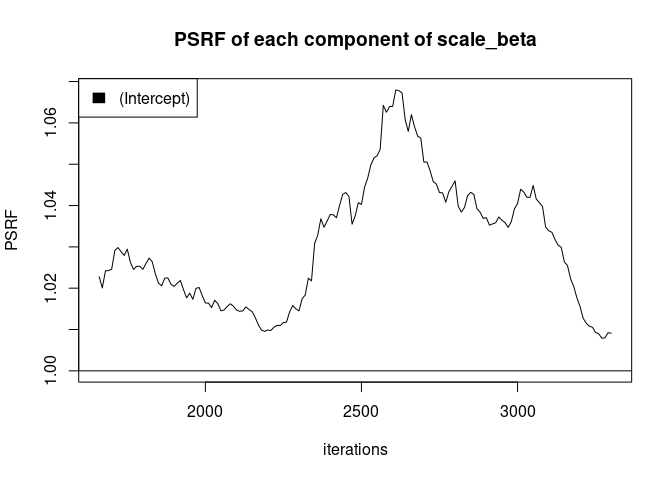 PSRF of each component of scale_beta
(Intercept)
PSRF
1.00
1.02
1.04
1.06
2000
2500
3000
iterations